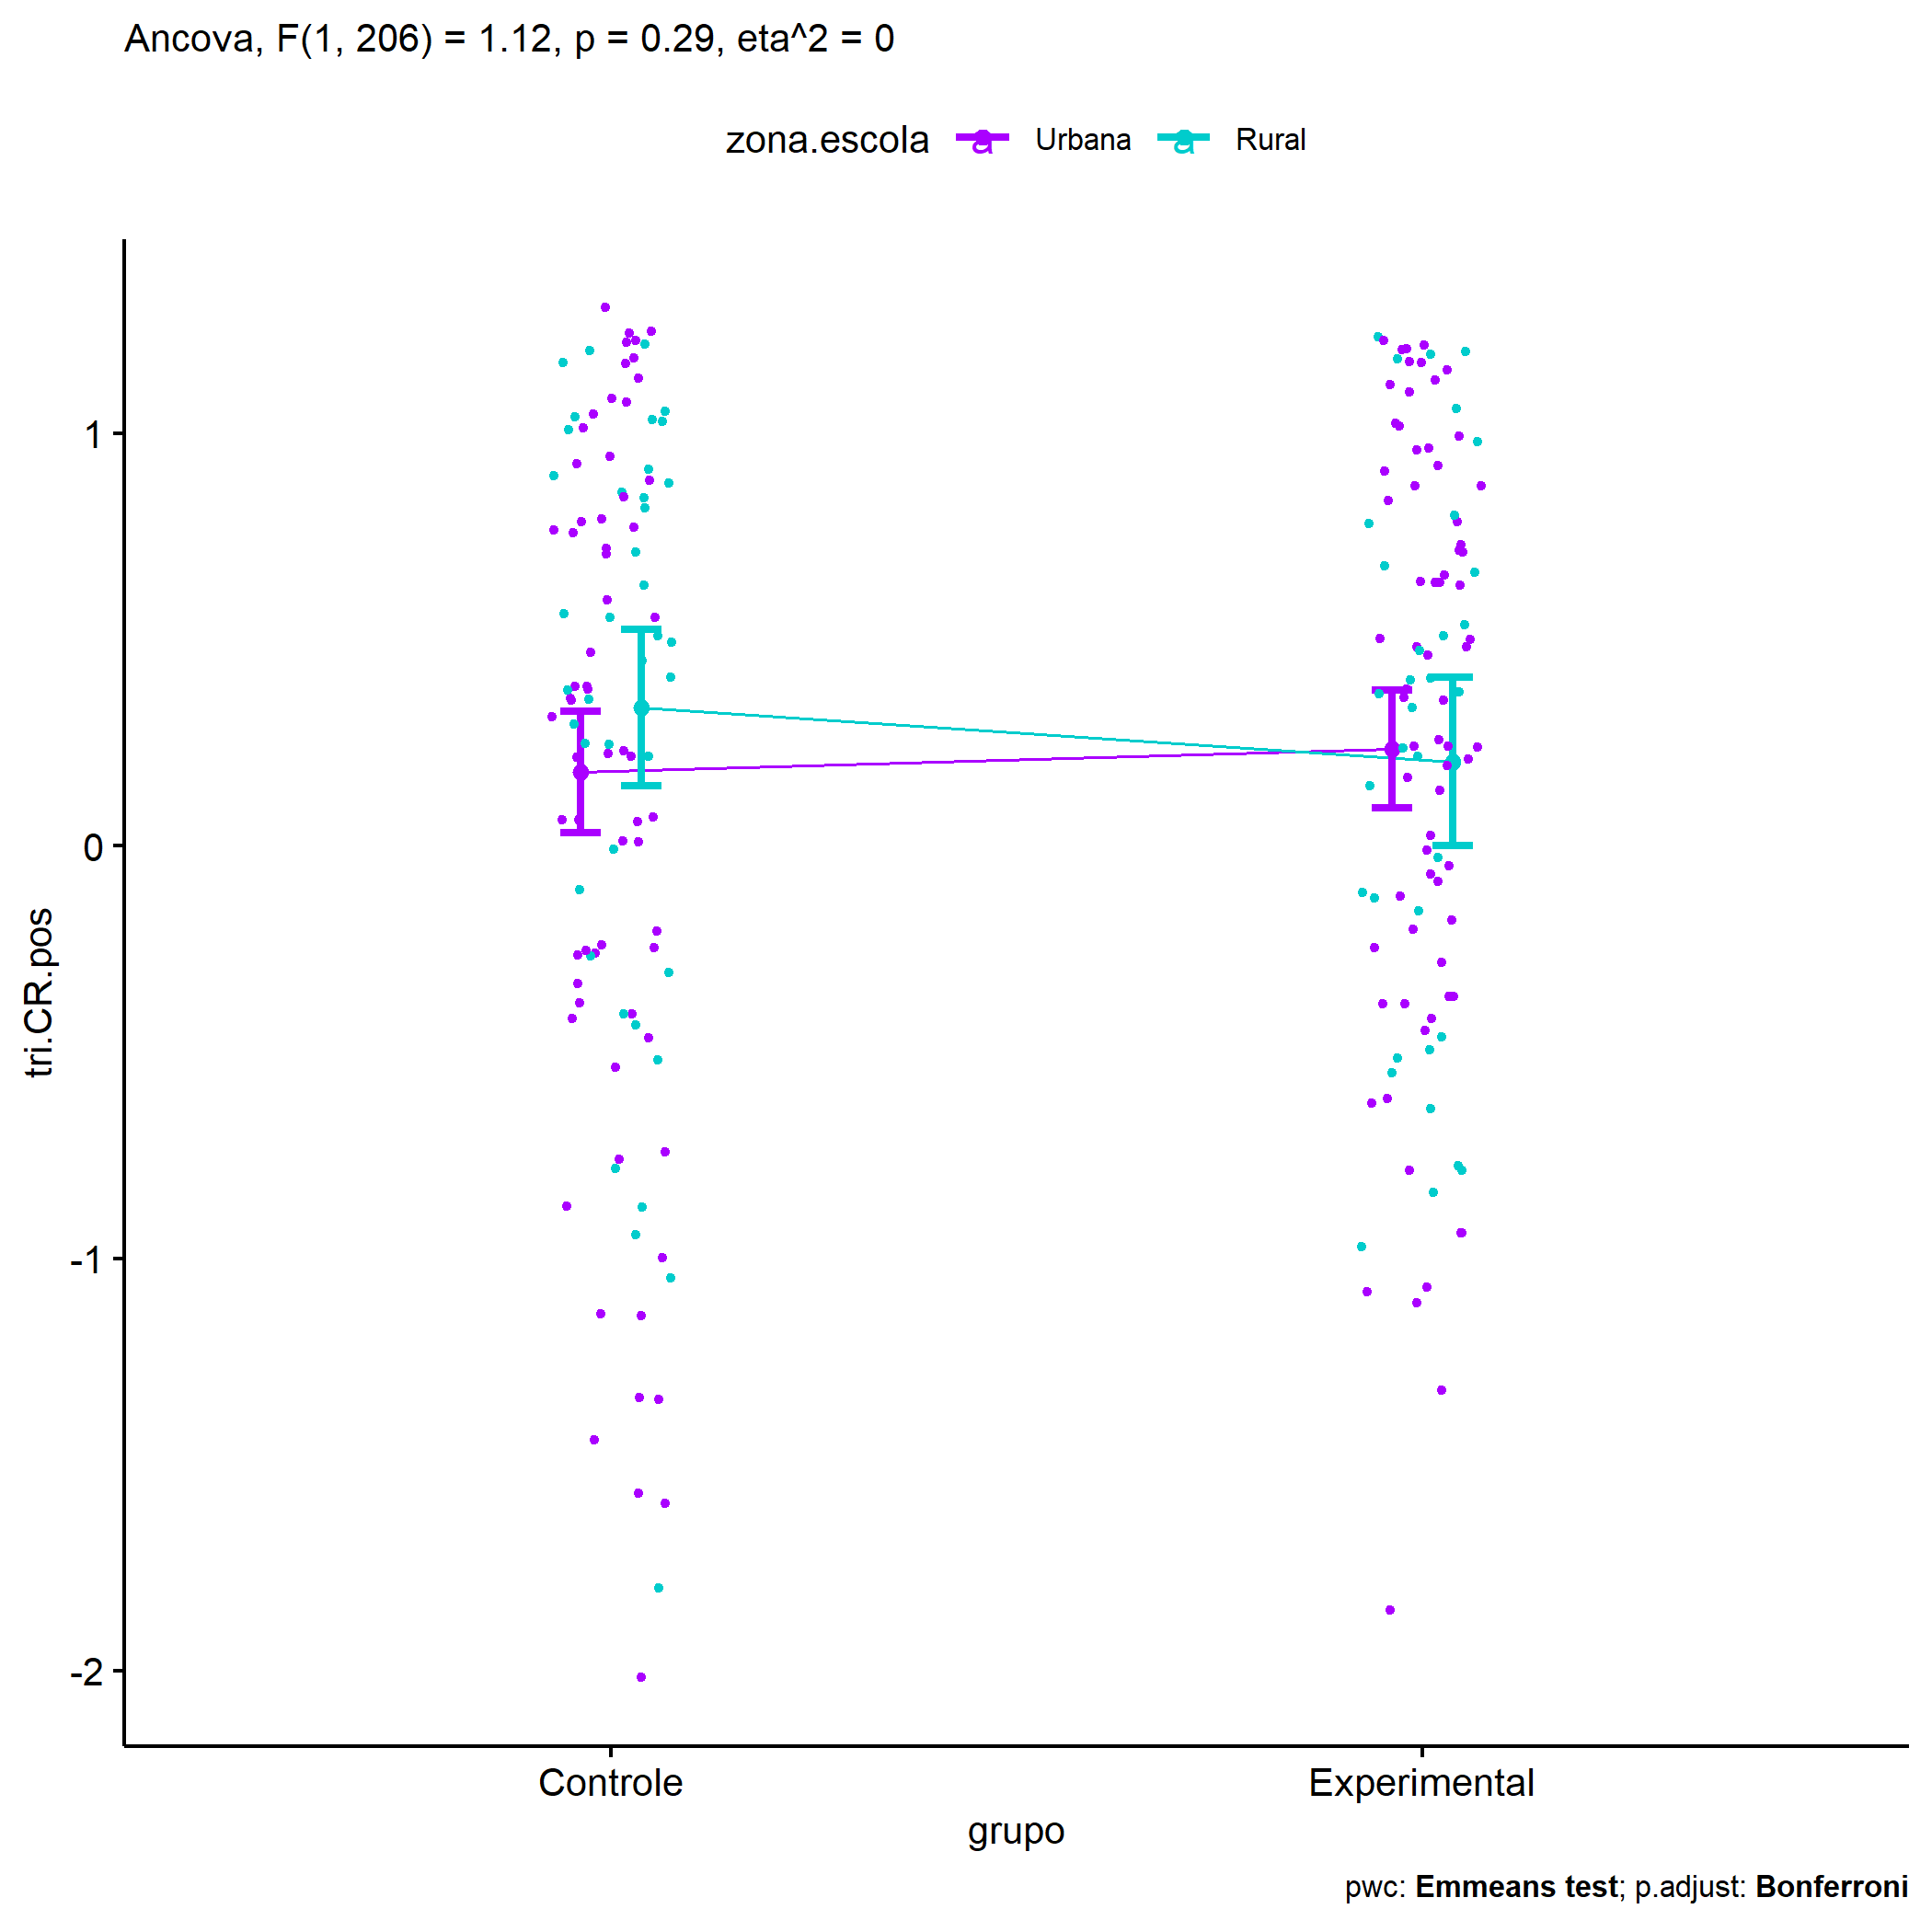 Ancova, F(1, 206) = 1.12, p = 0.29, eta^2 = 0
zona.escola a Urbana a Rural
1
0
-1
-2
tri.CR.pos
Controle Experimental
grupo
pwc: Emmeans test; p.adjust: Bonferroni